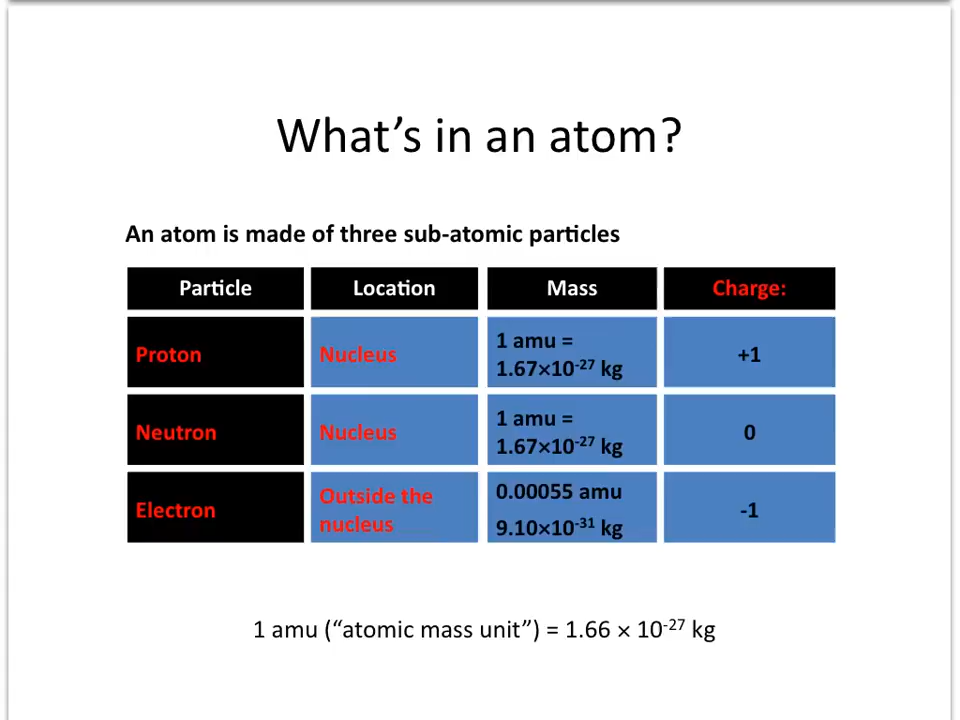 What’s in an atom?
An atom is made of three sub-atomic particles
Particle Location Mass Charge:
Proton Nucleus 1 amu =
1.67×10⁻²⁷ kg +1
Neutron Nucleus 1 amu =
1.67×10⁻²⁷ kg 0
Electron Outside the
nucleus 0.00055 amu
9.10×10⁻³¹ kg -1
1 amu (“atomic mass unit”) = 1.66 × 10⁻²⁷ kg